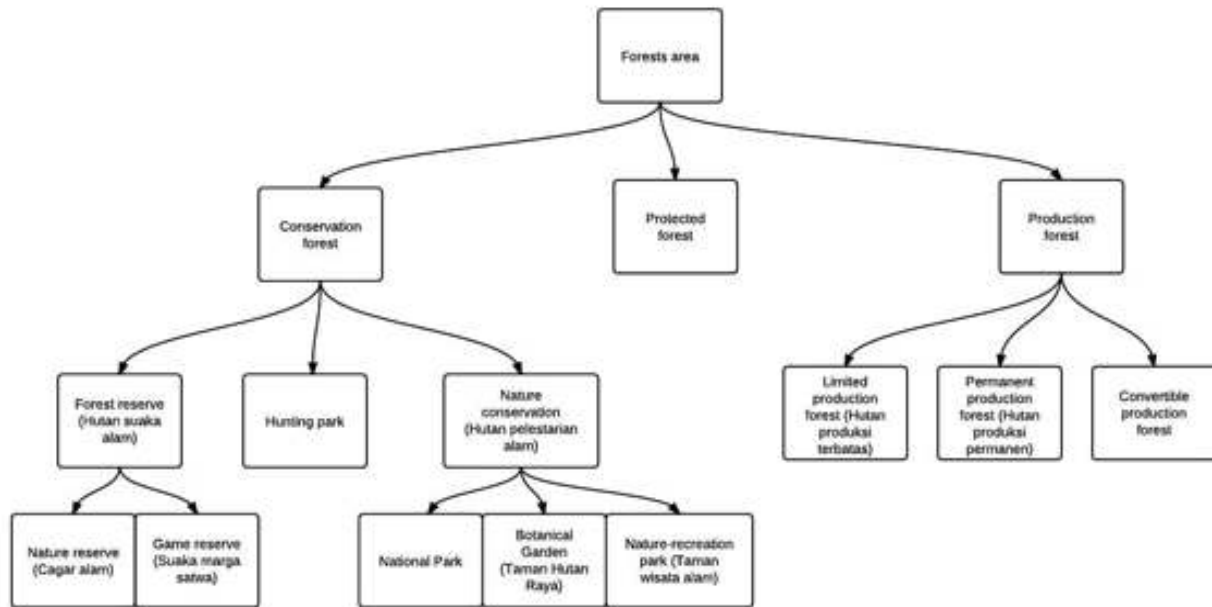 Forests area
Conservation
forest
Protected
forest
Production
forest
Forest reserve
(Hutan suaka
alam)
Hunting park
Nature
conservation
(Hutan pelestarian
alam)
Limited
production
forest (Hutan
produksi
terbatas)
Permanent
production
forest (Hutan
produksi
permanen)
Convertible
production
forest
Nature reserve
(Cagar alam)
Game reserve
(Suaka marga
satwa)
National Park
Botanical
Garden
(Taman Hutan
Raya)
Nature-recreation
park (Taman
wisata alam)